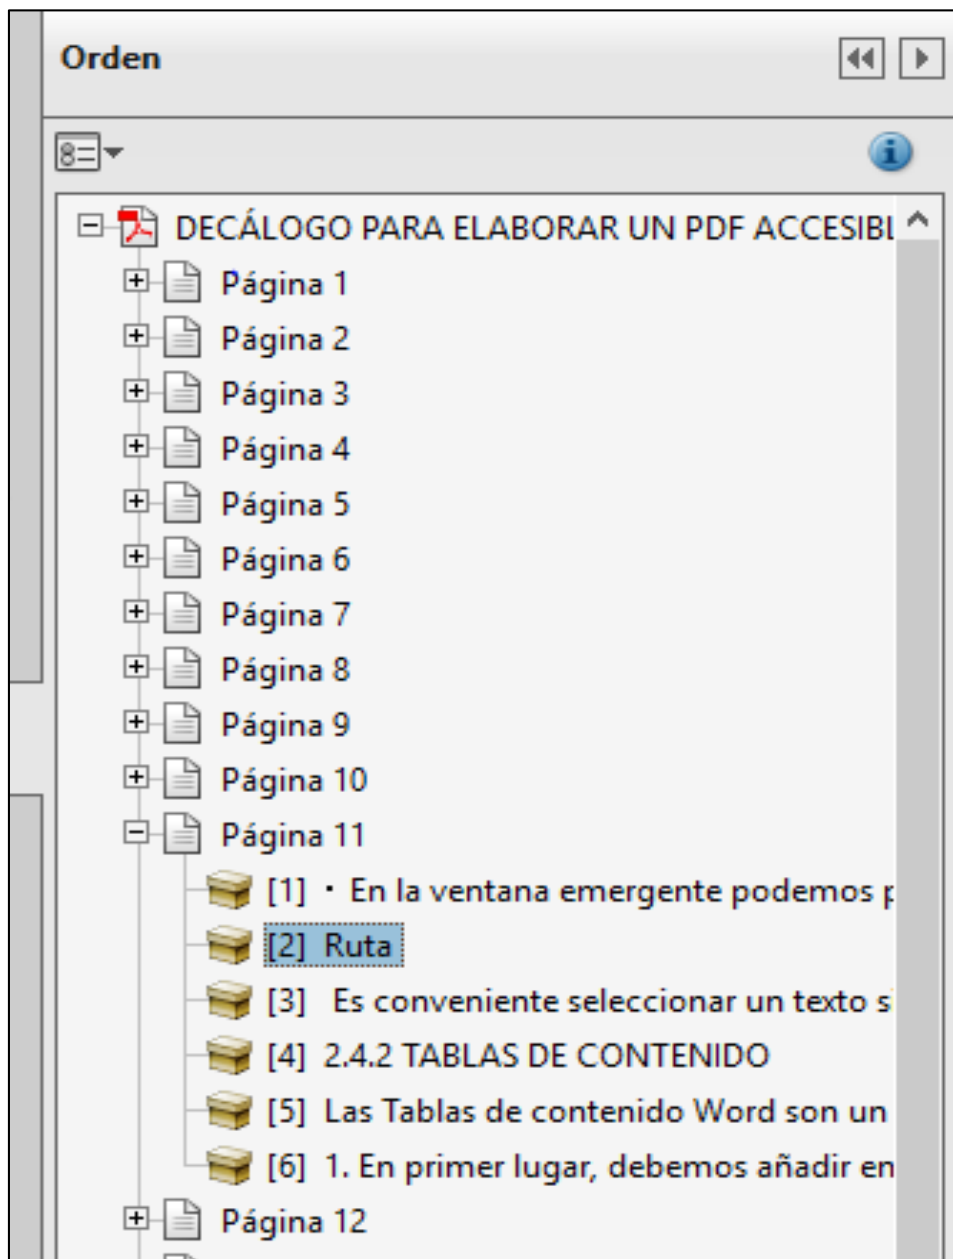 Orden
DECÁLOGO PARA ELABORAR UN PDF ACCESIBL
Página 1
Página 2
Página 3
Página 4
Página 5
Página 6
Página 7
Página 8
Página 9
Página 10
Página 11
[1] · En la ventana emergente podemos p
[2] Ruta
[3] Es conveniente seleccionar un texto s
[4] 2.4.2 TABLAS DE CONTENIDO
[5] Las Tablas de contenido Word son un
[6] 1. En primer lugar, debemos añadir en
Página 12